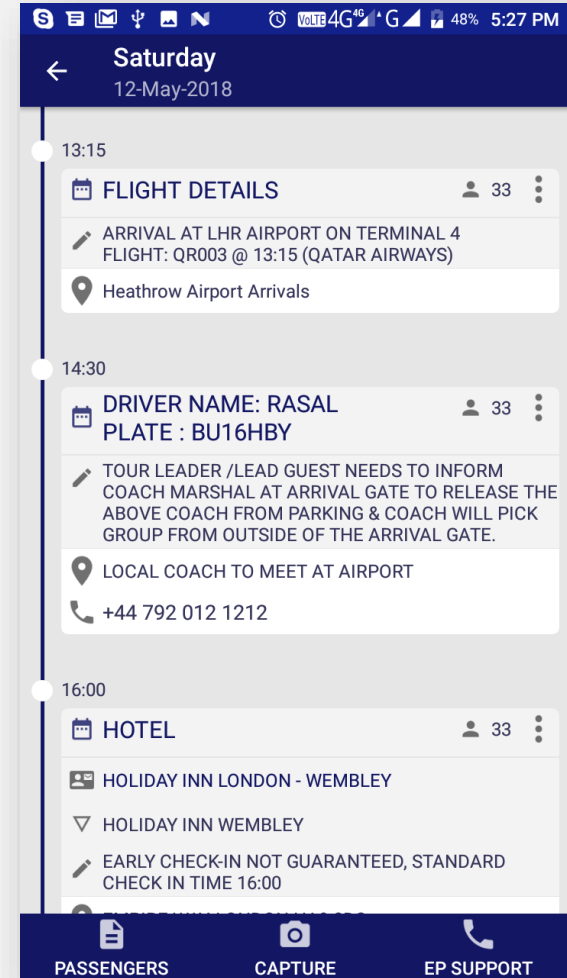 VoLTE 4G 4G G 48% 5:27 PM
Saturday
12-May-2018
13:15
FLIGHT DETAILS 33
ARRIVAL AT LHR AIRPORT ON TERMINAL 4
FLIGHT: QR003 @ 13:15 (QATAR AIRWAYS)
Heathrow Airport Arrivals
14:30
DRIVER NAME: RASAL 33
PLATE : BU16HBY
TOUR LEADER /LEAD GUEST NEEDS TO INFORM
COACH MARSHAL AT ARRIVAL GATE TO RELEASE THE
ABOVE COACH FROM PARKING & COACH WILL PICK
GROUP FROM OUTSIDE OF THE ARRIVAL GATE.
LOCAL COACH TO MEET AT AIRPORT
+44 792 012 1212
16:00
HOTEL 33
HOLIDAY INN LONDON - WEMBLEY
HOLIDAY INN WEMBLEY
EARLY CHECK-IN NOT GUARANTEED, STANDARD
CHECK IN TIME 16:00
PASSENGERS CAPTURE EP SUPPORT